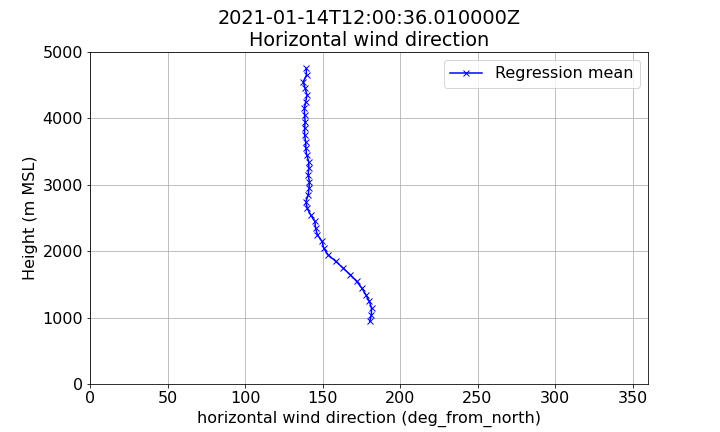 2021-01-14T12:00:36.010000Z
Horizontal wind direction
Regression mean
Height (m MSL)
5000
4000
3000
2000
1000
0
0 50 100 150 200 250 300 350
horizontal wind direction (deg_from_north)